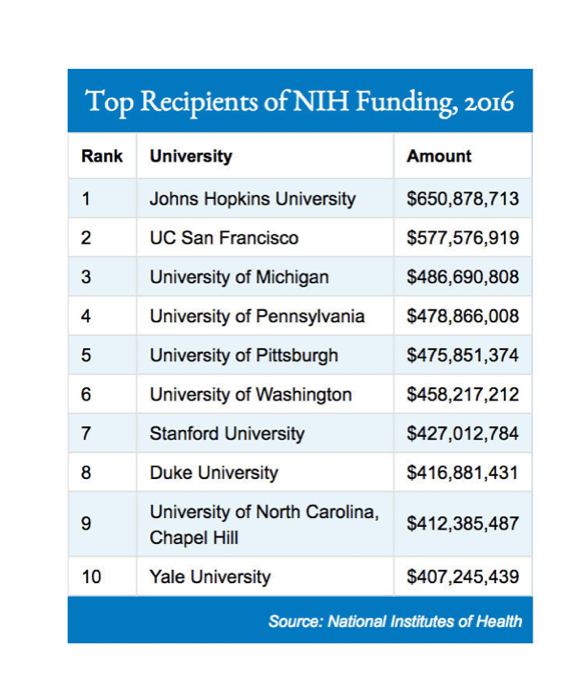 Top Recipients of NIH Funding, 2016
Rank University Amount
1 Johns Hopkins University $650,878,713
2 UC San Francisco $577,576,919
3 University of Michigan $486,690,808
4 University of Pennsylvania $478,866,008
5 University of Pittsburgh $475,851,374
6 University of Washington $458,217,212
7 Stanford University $427,012,784
8 Duke University $416,881,431
9 University of North Carolina, $412,385,487
Chapel Hill
10 Yale University $407,245,439
Source: National Institutes of Health